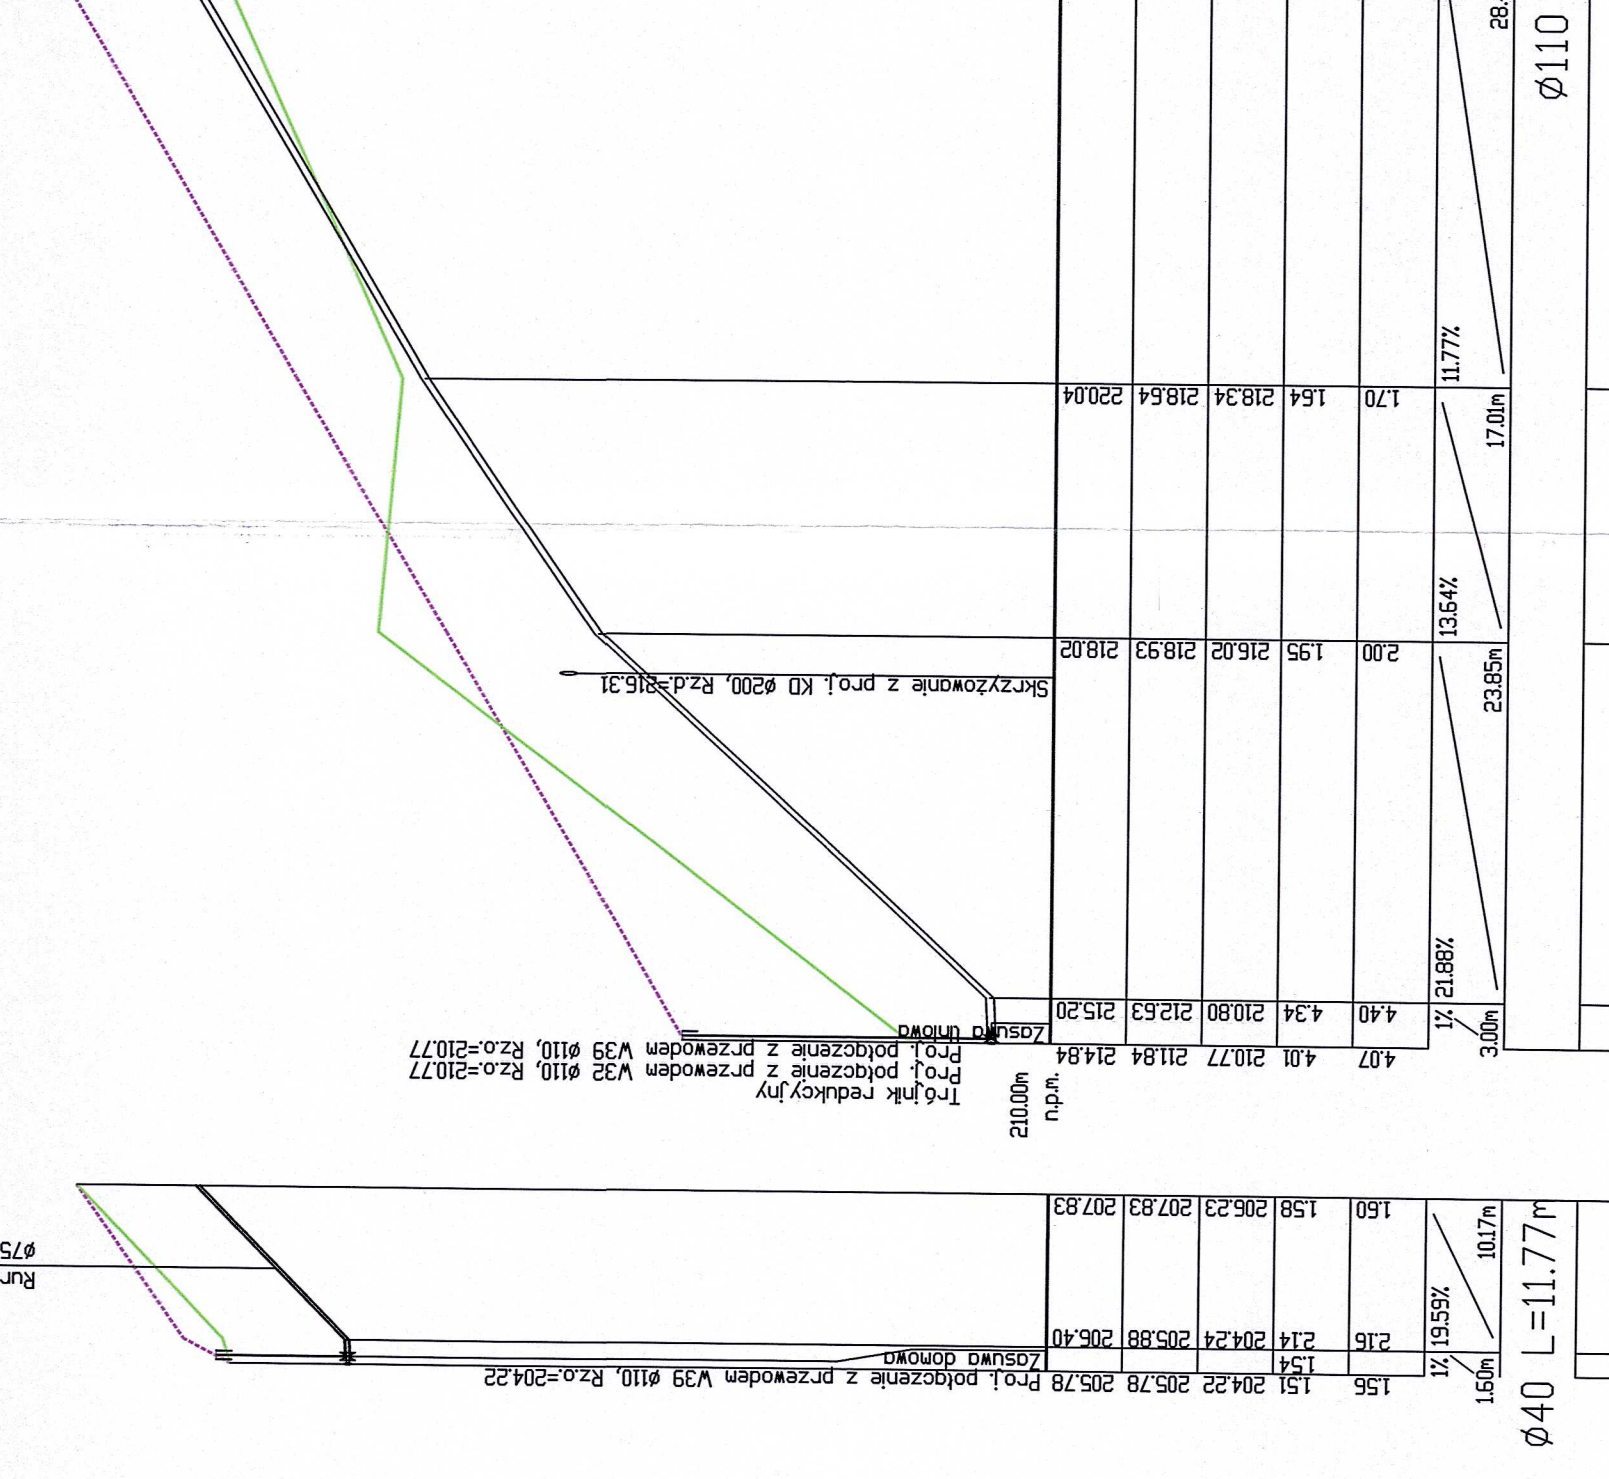 28.
Ø110
11.77%
220.04 218.64 218.34 1.64 1.70
17.01m
13.64%
218.02 218.93 216.02 1.95 2.00
Skrzyżowanie z proj. KD Ø200, Rz.d.=216.31
23.85m
21.88%
215.20 212.63 210.80 4.34 4.40
1%
Zasuwa liniowa
3.00m
214.84 211.84 210.77 4.01 4.07
Proj. połączenie z przewodem W39 Ø110, Rz.o.=210.77
Proj. połączenie z przewodem W32 Ø110, Rz.o.=210.77
Trójnik redukcyjny
210.00m
n.p.m.
207.83 207.83 206.23 1.58 1.60
10.17m
Ø75
Rur
19.59%
206.40 205.88 204.24 2.14 2.16
Zasuwa domowa
1.54
1%
1.60m
Proj. połączenie z przewodem W39 Ø110, Rz.o.=204.22
205.78 205.78 204.22 1.51 1.56
Ø40 L=11.77m